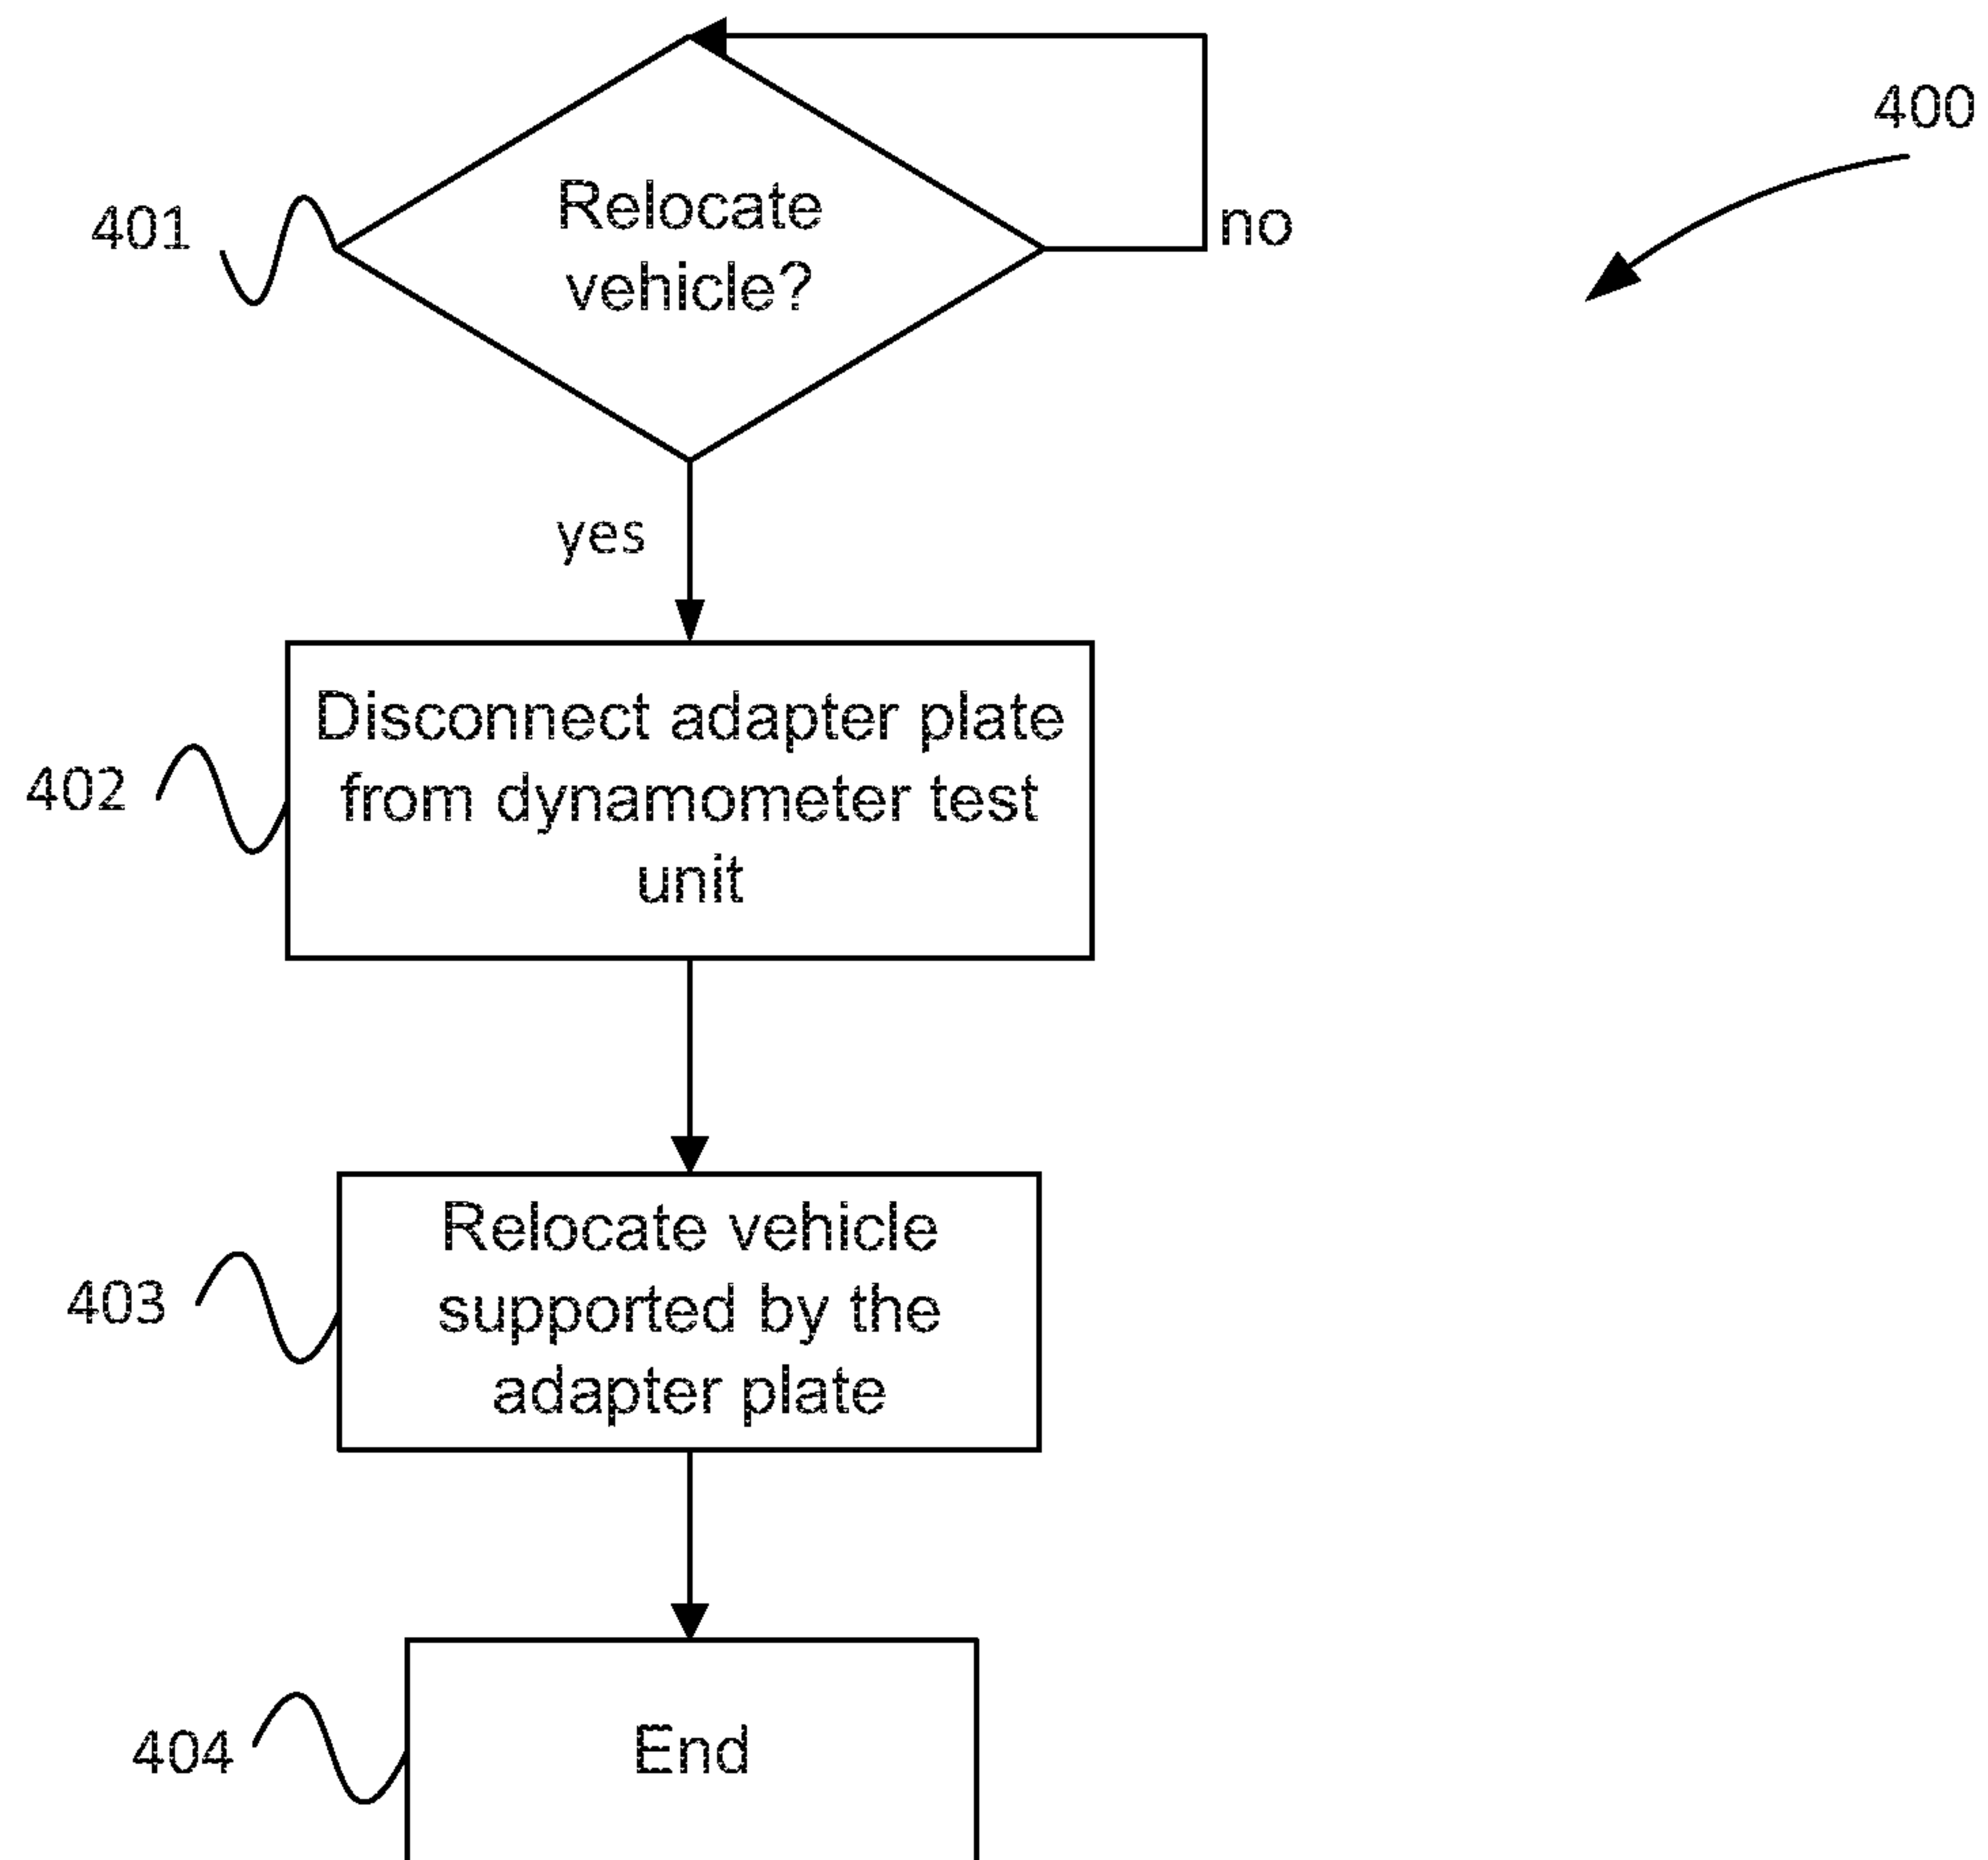 400
401
Relocate
vehicle?
no
yes
402
Disconnect adapter plate
from dynamometer test
unit
403
Relocate vehicle
supported by the
adapter plate
404
End